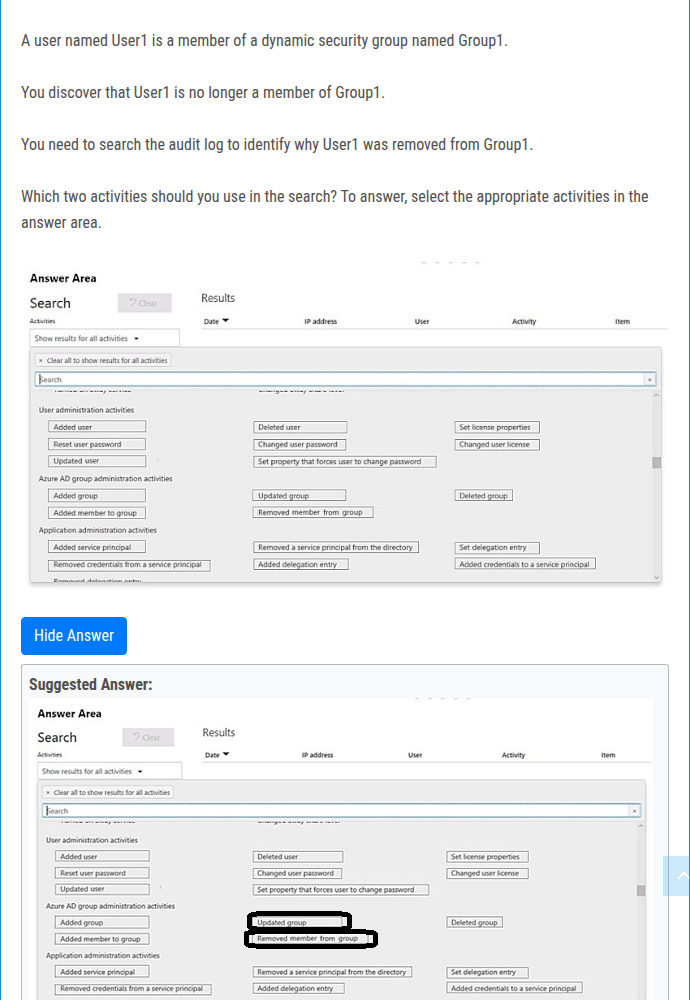 A user named User1 is a member of a dynamic security group named Group1.
You discover that User1 is no longer a member of Group1.
You need to search the audit log to identify why User1 was removed from Group1.
Which two activities should you use in the search? To answer, select the appropriate activities in the
answer area.
Answer Area
Search Clear Results
Activities Date IP address User Activity Item
Show results for all activities
× Clear all to show results for all activities
Search ×
User administration activities
Added user Deleted user Set license properties
Reset user password Changed user password Changed user license
Updated user Set property that forces user to change password
Azure AD group administration activities
Added group Updated group Deleted group
Added member to group Removed member from group
Application administration activities
Added service principal Removed a service principal from the directory Set delegation entry
Removed credentials from a service principal Added delegation entry Added credentials to a service principal
Removed delegation entry
Hide Answer
Suggested Answer:
Answer Area
Search Clear Results
Activities Date IP address User Activity Item
Show results for all activities
× Clear all to show results for all activities
Search ×
User administration activities
Added user Deleted user Set license properties
Reset user password Changed user password Changed user license
Updated user Set property that forces user to change password
Azure AD group administration activities
Added group Updated group Deleted group
Added member to group Removed member from group
Application administration activities
Added service principal Removed a service principal from the directory Set delegation entry
Removed credentials from a service principal Added delegation entry Added credentials to a service principal